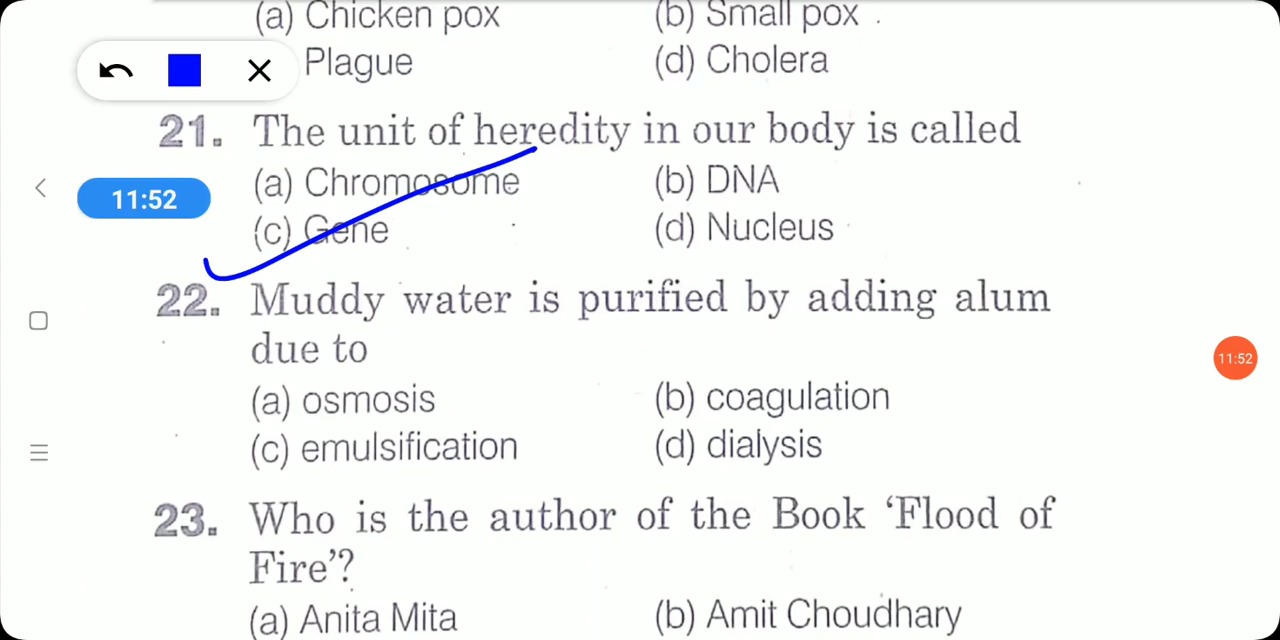 (a) Chicken pox (b) Small pox
Plague (d) Cholera
21. The unit of heredity in our body is called
11:52
(a) Chromosome (b) DNA
(c) Gene (d) Nucleus
22. Muddy water is purified by adding alum
due to
11:52
(a) osmosis (b) coagulation
(c) emulsification (d) dialysis
23. Who is the author of the Book ‘Flood of
Fire’?
(a) Anita Mita (b) Amit Choudhary